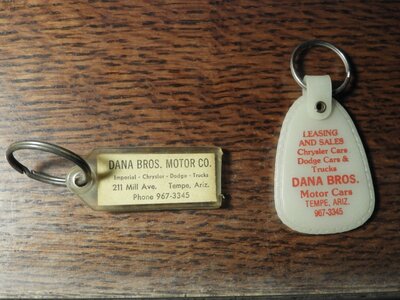 DANA BROS. MOTOR CO.
Imperial - Chrysler - Dodge - Trucks
211 Mill Ave. Tempe, Ariz.
Phone 967-3345
LEASING
AND SALES
Chrysler Cars
Dodge Cars &
Trucks
DANA BROS.
Motor Cars
TEMPE, ARIZ.
967-3345